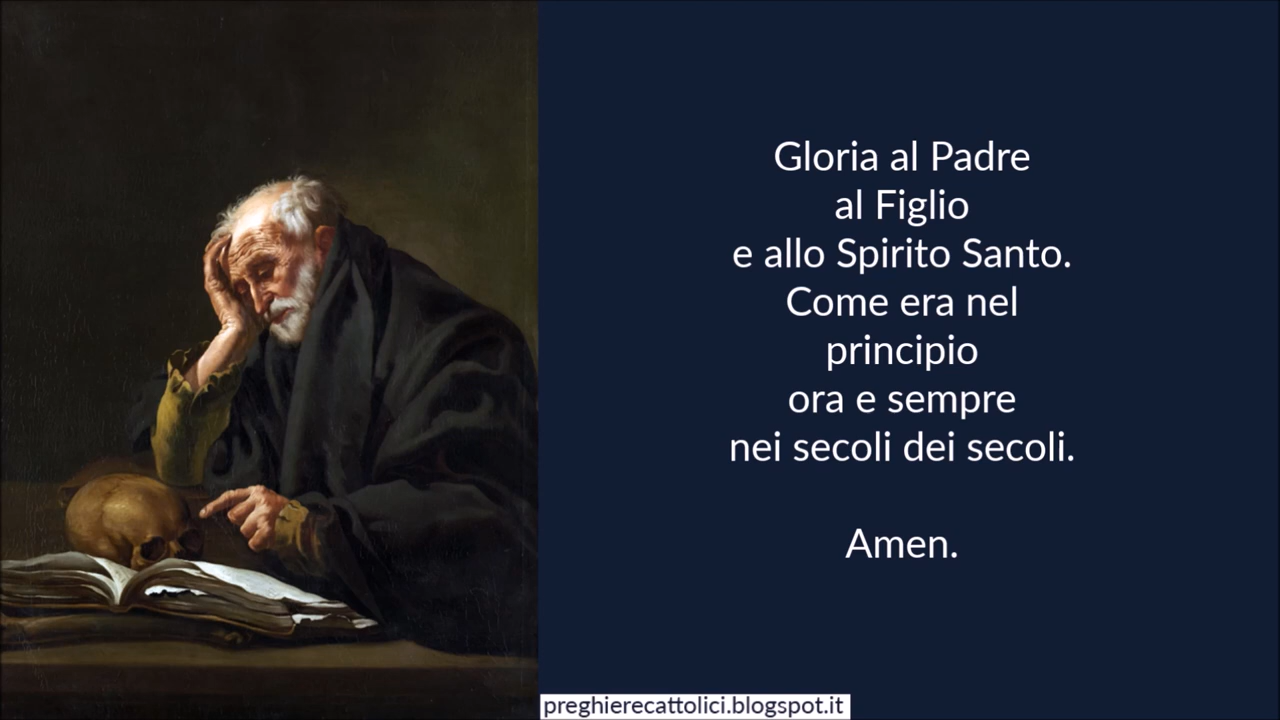 Gloria al Padre
al Figlio
e allo Spirito Santo.
Come era nel
principio
ora e sempre
nei secoli dei secoli.
Amen.
preghierecattolici.blogspot.it